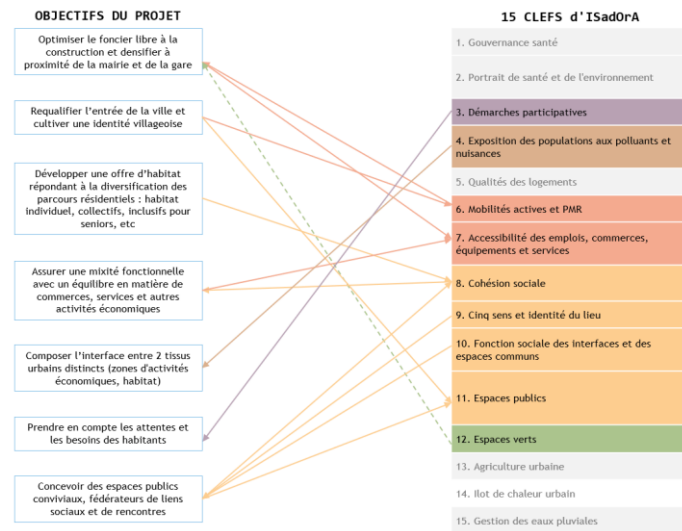 OBJECTIFS DU PROJET
Optimiser le foncier libre à la
construction et densifier à
proximité de la mairie et de la gare
Requalifier l'entrée de la ville et
cultiver une identité villageoise
Développer une offre d'habitat
répondant à la diversification des
parcours résidentiels : habitat
individuel, collectifs, inclusifs pour
seniors, etc
Assurer une mixité fonctionnelle
avec un équilibre en matière de
commerces, services et autres
activités économiques
Composer l'interface entre 2 tissus
urbains distincts (zones d'activités
économiques, habitat)
Prendre en compte les attentes et
les besoins des habitants
Concevoir des espaces publics
conviviaux, fédérateurs de liens
sociaux et de rencontres
15 CLEFS d'ISadOrA
1. Gouvernance santé
2. Portrait de santé et de l'environnement
3. Démarches participatives
4. Exposition des populations aux polluants et
nuisances
5. Qualités des logements
6. Mobilités actives et PMR
7. Accessibilité des emplois, commerces,
équipements et services
8. Cohésion sociale
9. Cinq sens et identité du lieu
10. Fonction sociale des interfaces et des
espaces communs
11. Espaces publics
12. Espaces verts
13. Agriculture urbaine
14. Ilot de chaleur urbain
15. Gestion des eaux pluviales